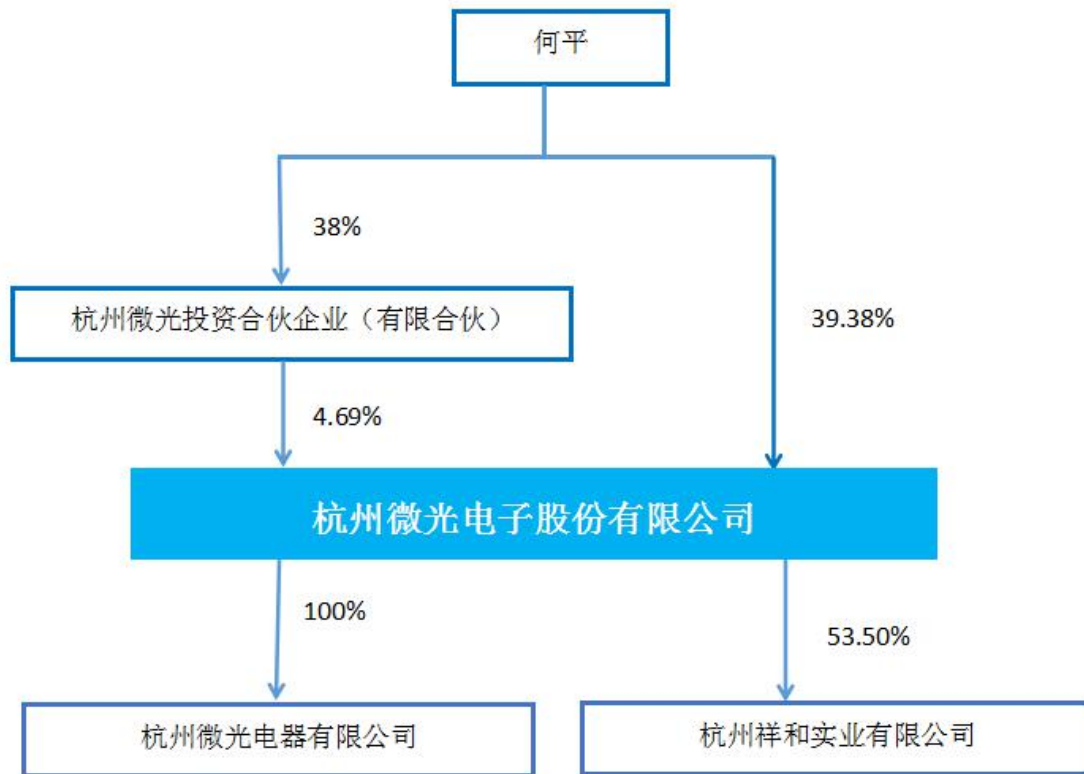 何平
38%
杭州微光投资合伙企业（有限合伙）
39.38%
4.69%
杭州微光电子股份有限公司
100%
53.50%
杭州微光电器有限公司
杭州祥和实业有限公司